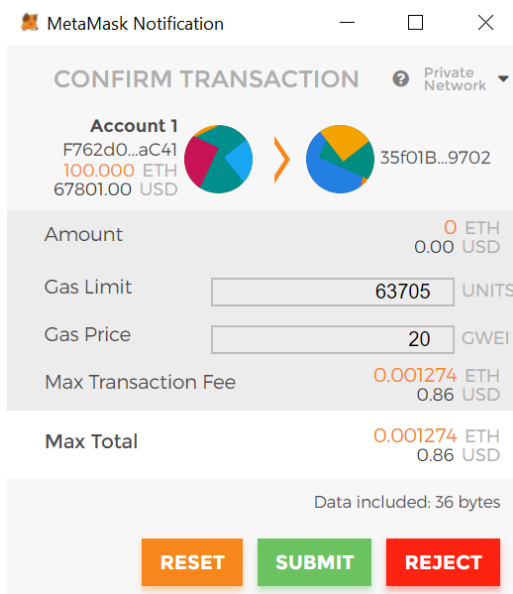 MetaMask Notification
CONFIRM TRANSACTION
? Private
Network
Account 1
F762d0...aC41
100.000 ETH
67801.00 USD
35f01B...9702
Amount
0 ETH
0.00 USD
Gas Limit
63705 UNITS
Gas Price
20 GWEI
Max Transaction Fee
0.001274 ETH
0.86 USD
Max Total
0.001274 ETH
0.86 USD
Data included: 36 bytes
RESET SUBMIT REJECT